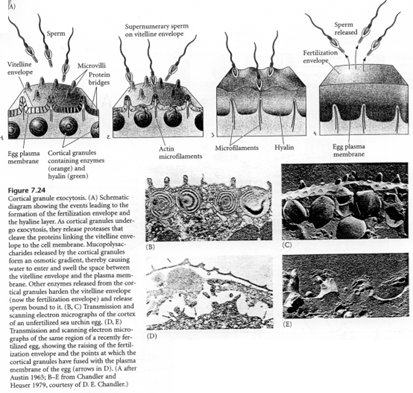 (A)
Sperm
Supernumerary sperm
on vitelline envelope
Sperm
released
Vitelline
envelope
Microvilli
Protein
bridges
Fertilization
envelope
2
3
4
Egg plasma
membrane
Cortical granules
containing enzymes
(orange) and
hyalin (green)
Actin
microfilaments
Microfilaments
Hyalin
Egg plasma
membrane
Figure 7.24
Cortical granule exocytosis. (A) Schematic
diagram showing the events leading to the
formation of the fertilization envelope and
the hyaline layer. As cortical granules under-
go exocytosis, they release proteases that
cleave the proteins linking the vitelline enve-
lope to the cell membrane. Mucopolysac-
charides released by the cortical granules
form an osmotic gradient, thereby causing
water to enter and swell the space between
the vitelline envelope and the plasma mem-
brane. Other enzymes released from the cor-
tical granules harden the vitelline envelope
(now the fertilization envelope) and release
sperm bound to it. (B, C) Transmission and
scanning electron micrographs of the cortex
of an unfertilized sea urchin egg. (D, E)
Transmission and scanning electron micro-
graphs of the same region of a recently fer-
tilized egg, showing the raising of the fertil-
ization envelope and the points at which the
cortical granules have fused with the plasma
membrane of the egg (arrows in D). (A after
Austin 1965; B–E from Chandler and
Heuser 1979, courtesy of D. E. Chandler.)
(B)
(C)
(D)
(E)